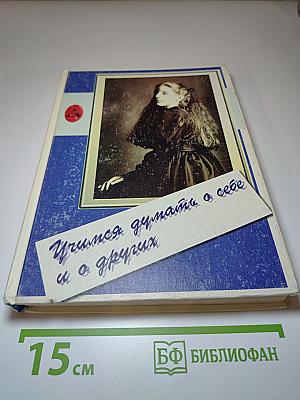 Учимся думать о себе
и о других
15 см
БФ БИБЛИОФАН